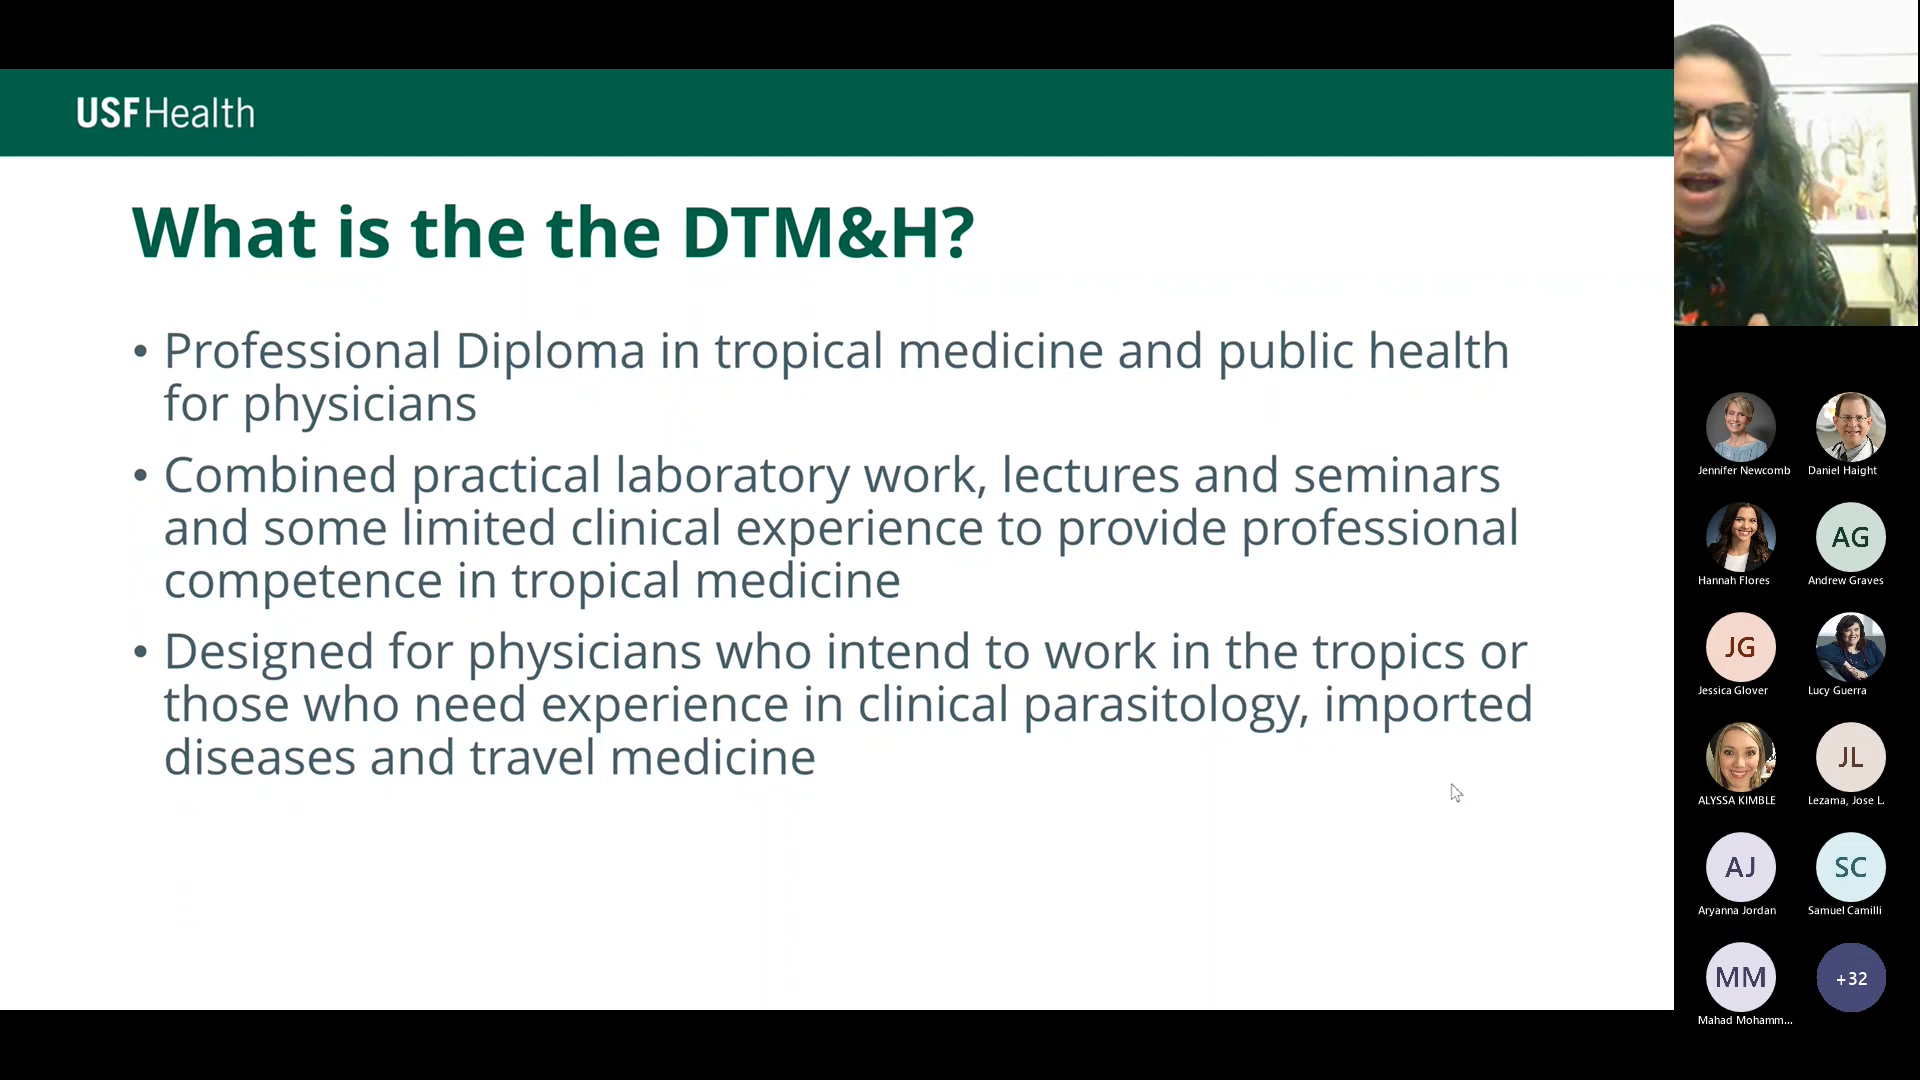 USFHealth
What is the the DTM&H?
• Professional Diploma in tropical medicine and public health
for physicians
• Combined practical laboratory work, lectures and seminars
and some limited clinical experience to provide professional
competence in tropical medicine
• Designed for physicians who intend to work in the tropics or
those who need experience in clinical parasitology, imported
diseases and travel medicine
Jennifer Newcomb
Daniel Haight
Hannah Flores
AG
Andrew Graves
JG
Jessica Glover
Lucy Guerra
ALYSSA KIMBLE
JL
Lezama, Jose L.
AJ
Aryanna Jordan
SC
Samuel Camilli
MM
Mahad Mohamm...
+32